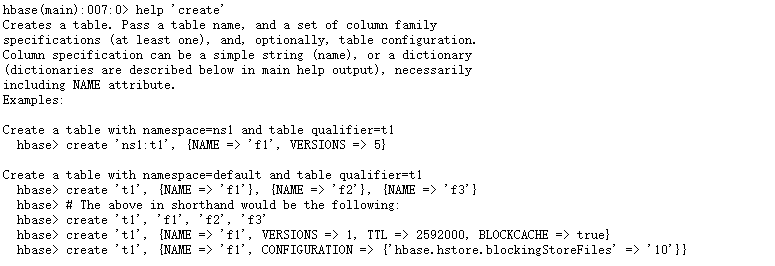 hbase(main):007:0> help 'create'
Creates a table. Pass a table name, and a set of column family
specifications (at least one), and, optionally, table configuration.
Column specification can be a simple string (name), or a dictionary
(dictionaries are described below in main help output), necessarily
including NAME attribute.
Examples:

Create a table with namespace=ns1 and table qualifier=t1
  hbase> create 'ns1:t1', {NAME => 'f1', VERSIONS => 5}

Create a table with namespace=default and table qualifier=t1
  hbase> create 't1', {NAME => 'f1'}, {NAME => 'f2'}, {NAME => 'f3'}
  hbase> # The above in shorthand would be the following:
  hbase> create 't1', 'f1', 'f2', 'f3'
  hbase> create 't1', {NAME => 'f1', VERSIONS => 1, TTL => 2592000, BLOCKCACHE => true}
  hbase> create 't1', {NAME => 'f1', CONFIGURATION => {'hbase.hstore.blockingStoreFiles' => '10'}}